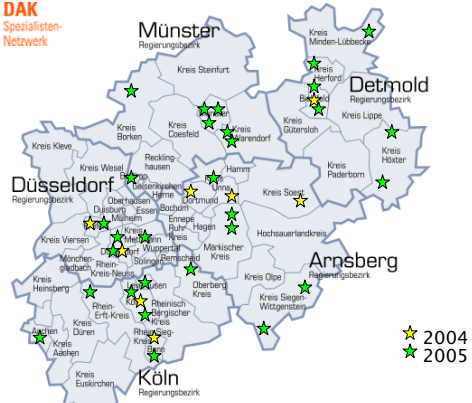 DAK
Spezialisten-
Netzwerk
Münster
Regierungsbezirk
Kreis
Minden-Lübbecke
Kreis Steinfurt
Kreis
Herford
Detmold
Regierungsbezirk
Kreis
Borken
Kreis
Coesfeld
Kreis
Warendorf
Kreis
Gütersloh
Kreis Lippe
Kreis Kleve
Kreis
Höxter
Kreis Wesel
Reckling-
hausen
Hamm
Kreis
Paderborn
Düsseldorf
Regierungsbezirk
Gelsenkirchen
Herne
Unna
Kreis Soest
Oberhausen
Duisburg
Essen
Bochum
Dortmund
Mülheim
Ennepe
Ruhr
Kreis
Hagen
Kreis Viersen
Kreis
Wuppertal
Märkischer
Kreis
Hochsauerlandkreis
Mönchen-
gladbach
Rhein-
Kreis-Neuss
Solingen
Remscheid
Arnsberg
Regierungsbezirk
Kreis
Heinsberg
Oberberg
Kreis
Kreis Olpe
Kreis Siegen-
Wittgenstein
Rhein-
Erft-Kreis
Rheinisch
Bergischer
Kreis
Kreis
Düren
Rhein-Sieg-
Kreis
Bonn
Aachen
Kreis
Aachen
Kreis
Euskirchen
Köln
Regierungsbezirk
2004
2005